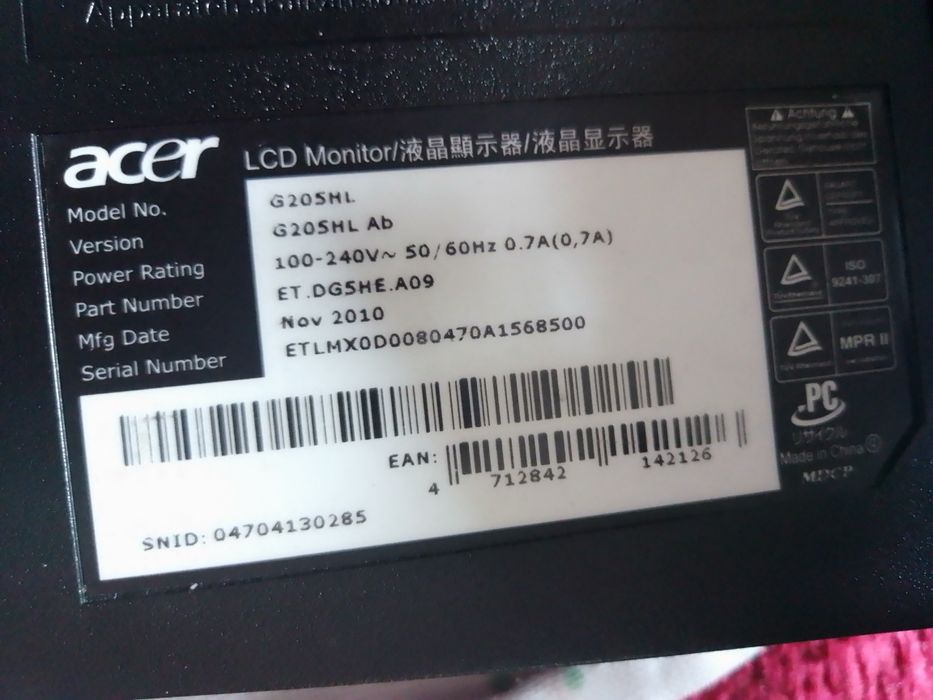 acer LCD Monitor/液晶顯示器/液晶显示器
Model No. G205HL
Version G205HL Ab
Power Rating 100-240V~ 50/60Hz 0.7A(0,7A)
Part Number ET.DG5HE.A09
Mfg Date Nov 2010
Serial Number ETLMX0D0080470A1568500
EAN:
4 712842 142126
SNID: 04704130285
Achtung
ISO
9241-307
MPR II
PC
リサイクル
Made in China 4
MDCP